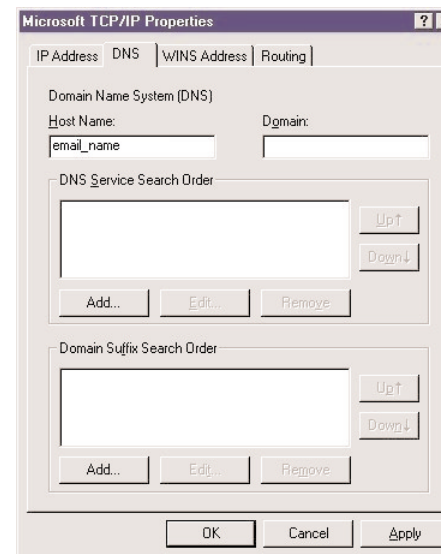 Microsoft TCP/IP Properties ?
IP Address DNS WINS Address Routing
Domain Name System (DNS)
Host Name: Domain:
email_name
DNS Service Search Order
Up↑
Down↓
Add... Edit... Remove
Domain Suffix Search Order
Up↑
Down↓
Add... Edit... Remove
OK Cancel Apply